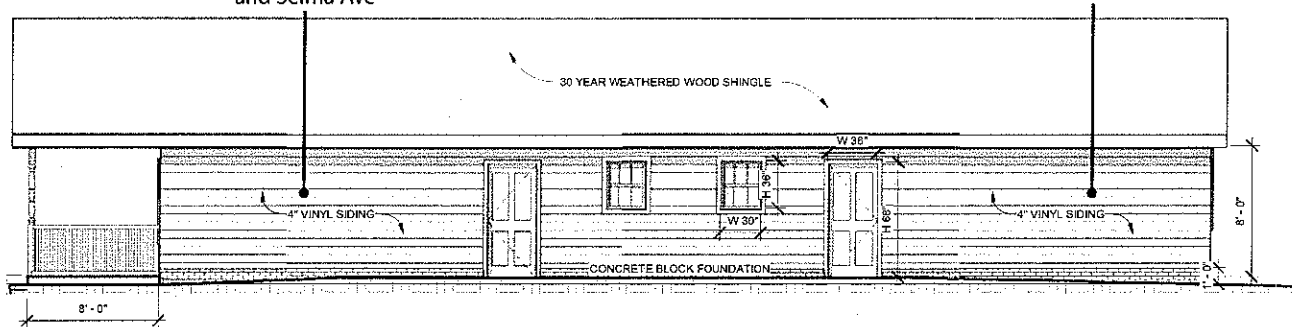 and Selma Ave
30 YEAR WEATHERED WOOD SHINGLE
W 36"
H 36"
H 68"
4" VINYL SIDING
4" VINYL SIDING
W 30"
8' - 0"
CONCRETE BLOCK FOUNDATION
1' - 0"
8' - 0"